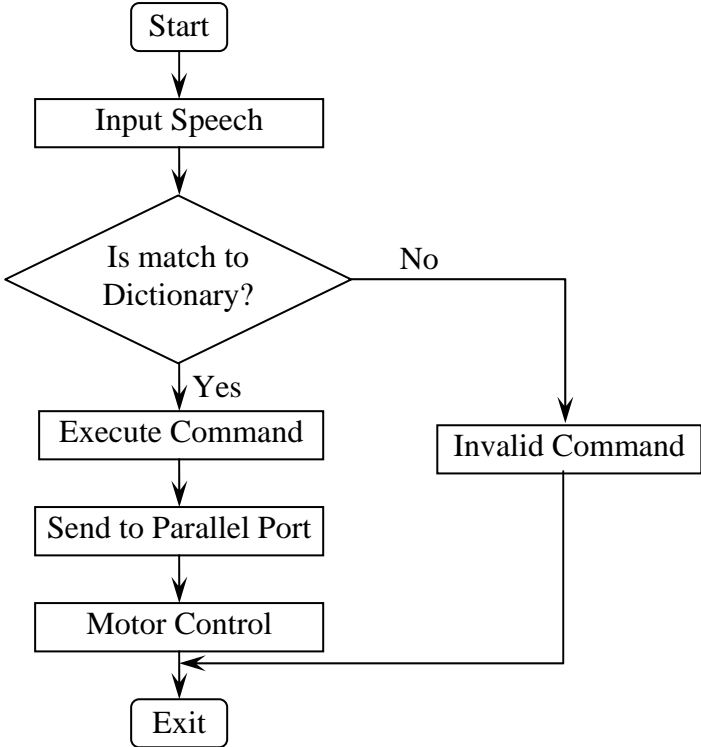 Start
Input Speech
Is match to
Dictionary?
No
Yes
Execute Command
Invalid Command
Send to Parallel Port
Motor Control
Exit